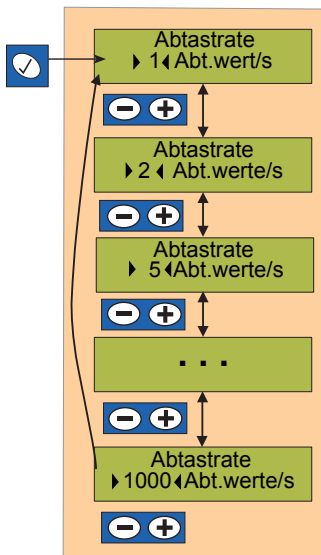 Abtastrate
▶ 1 ◀ Abt.wert/s
− +
Abtastrate
▶ 2 ◀ Abt.werte/s
− +
Abtastrate
▶ 5 ◀ Abt.werte/s
− +
. . .
− +
Abtastrate
▶ 1000 ◀ Abt.werte/s
− +